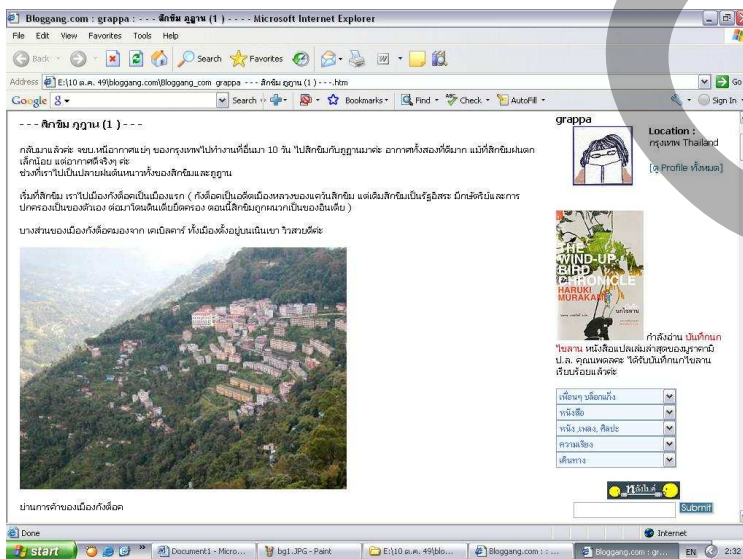 Bloggang.com : grappa : - - - สิกขิม ภูฏาน (1 ) - - - - Microsoft Internet Explorer
File Edit View Favorites Tools Help
Back Search Favorites
Address E:\10 ต.ค. 49\bloggang.com\Bloggang_com grappa --- สิกขิม ภูฏาน (1 ) ---.htm Go
Google Search Bookmarks Find Check AutoFill Sign In
- - - สิกขิม ภูฏาน (1 ) - - -
กลับมาแล้วค่ะ จขบ.หนีอากาศแย่ๆ ของกรุงเทพไปทำงานที่อื่นมา 10 วัน ไปสิกขิมกับภูฏานมาค่ะ อากาศทั้งสองที่ดีมาก แม้ที่สิกขิมฝนตก
เล็กน้อย แต่อากาศดีจริงๆ ค่ะ
ช่วงที่เราไปเป็นปลายฝนต้นหนาวทั้งของสิกขิมและภูฏาน
เริ่มที่สิกขิม เราไปเมืองกังต็อคเป็นเมืองแรก ( กังต็อคเป็นอดีตเมืองหลวงของแคว้นสิกขิม แต่เดิมสิกขิมเป็นรัฐอิสระ มีกษัตริย์และการ
ปกครองเป็นของตัวเอง ต่อมาโดนอินเดียยึดครอง ตอนนี้สิกขิมถูกผนวกเป็นของอินเดีย )
บางส่วนของเมืองกังต็อคมองจาก เคเบิลคาร์ ทั้งเมืองตั้งอยู่บนเนินเขา วิวสวยดีค่ะ
ย่านการค้าของเมืองกังต็อค
grappa
Location :
กรุงเทพ Thailand
[ดู Profile ทั้งหมด]
THE
WIND-UP
BIRD
CHRONICLE
HARUKI
MURAKAMI
กำลังอ่าน บันทึกนก
ไขลาน หนังสือแปลเล่มล่าสุดของมูราคามิ
ป.ล. คุณนพดลคะ ได้รับบันทึกนกไขลาน
เรียบร้อยแล้วค่ะ
เพื่อนๆ บล็อกแก๊ง
หนังสือ
หนัง ,เพลง, ศิลปะ
ความเรียง
เดินทาง
Submit
Done Internet
start Document1 - Micro... bg1.JPG - Paint E:\10 ต.ค. 49\blo... Bloggang.com : : ... Bloggang.com : gr... EN 2:32